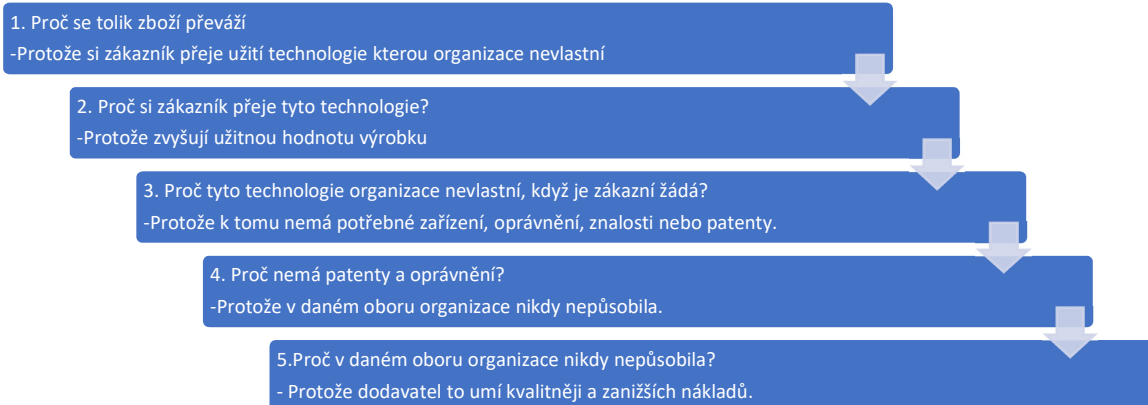 1. Proč se tolik zboží převáží
-Protože si zákazník přeje užití technologie kterou organizace nevlastní
2. Proč si zákazník přeje tyto technologie?
-Protože zvyšují užitnou hodnotu výrobku
3. Proč tyto technologie organizace nevlastní, když je zákazní žádá?
-Protože k tomu nemá potřebné zařízení, oprávnění, znalosti nebo patenty.
4. Proč nemá patenty a oprávnění?
-Protože v daném oboru organizace nikdy nepůsobila.
5.Proč v daném oboru organizace nikdy nepůsobila?
- Protože dodavatel to umí kvalitněji a zanižších nákladů.